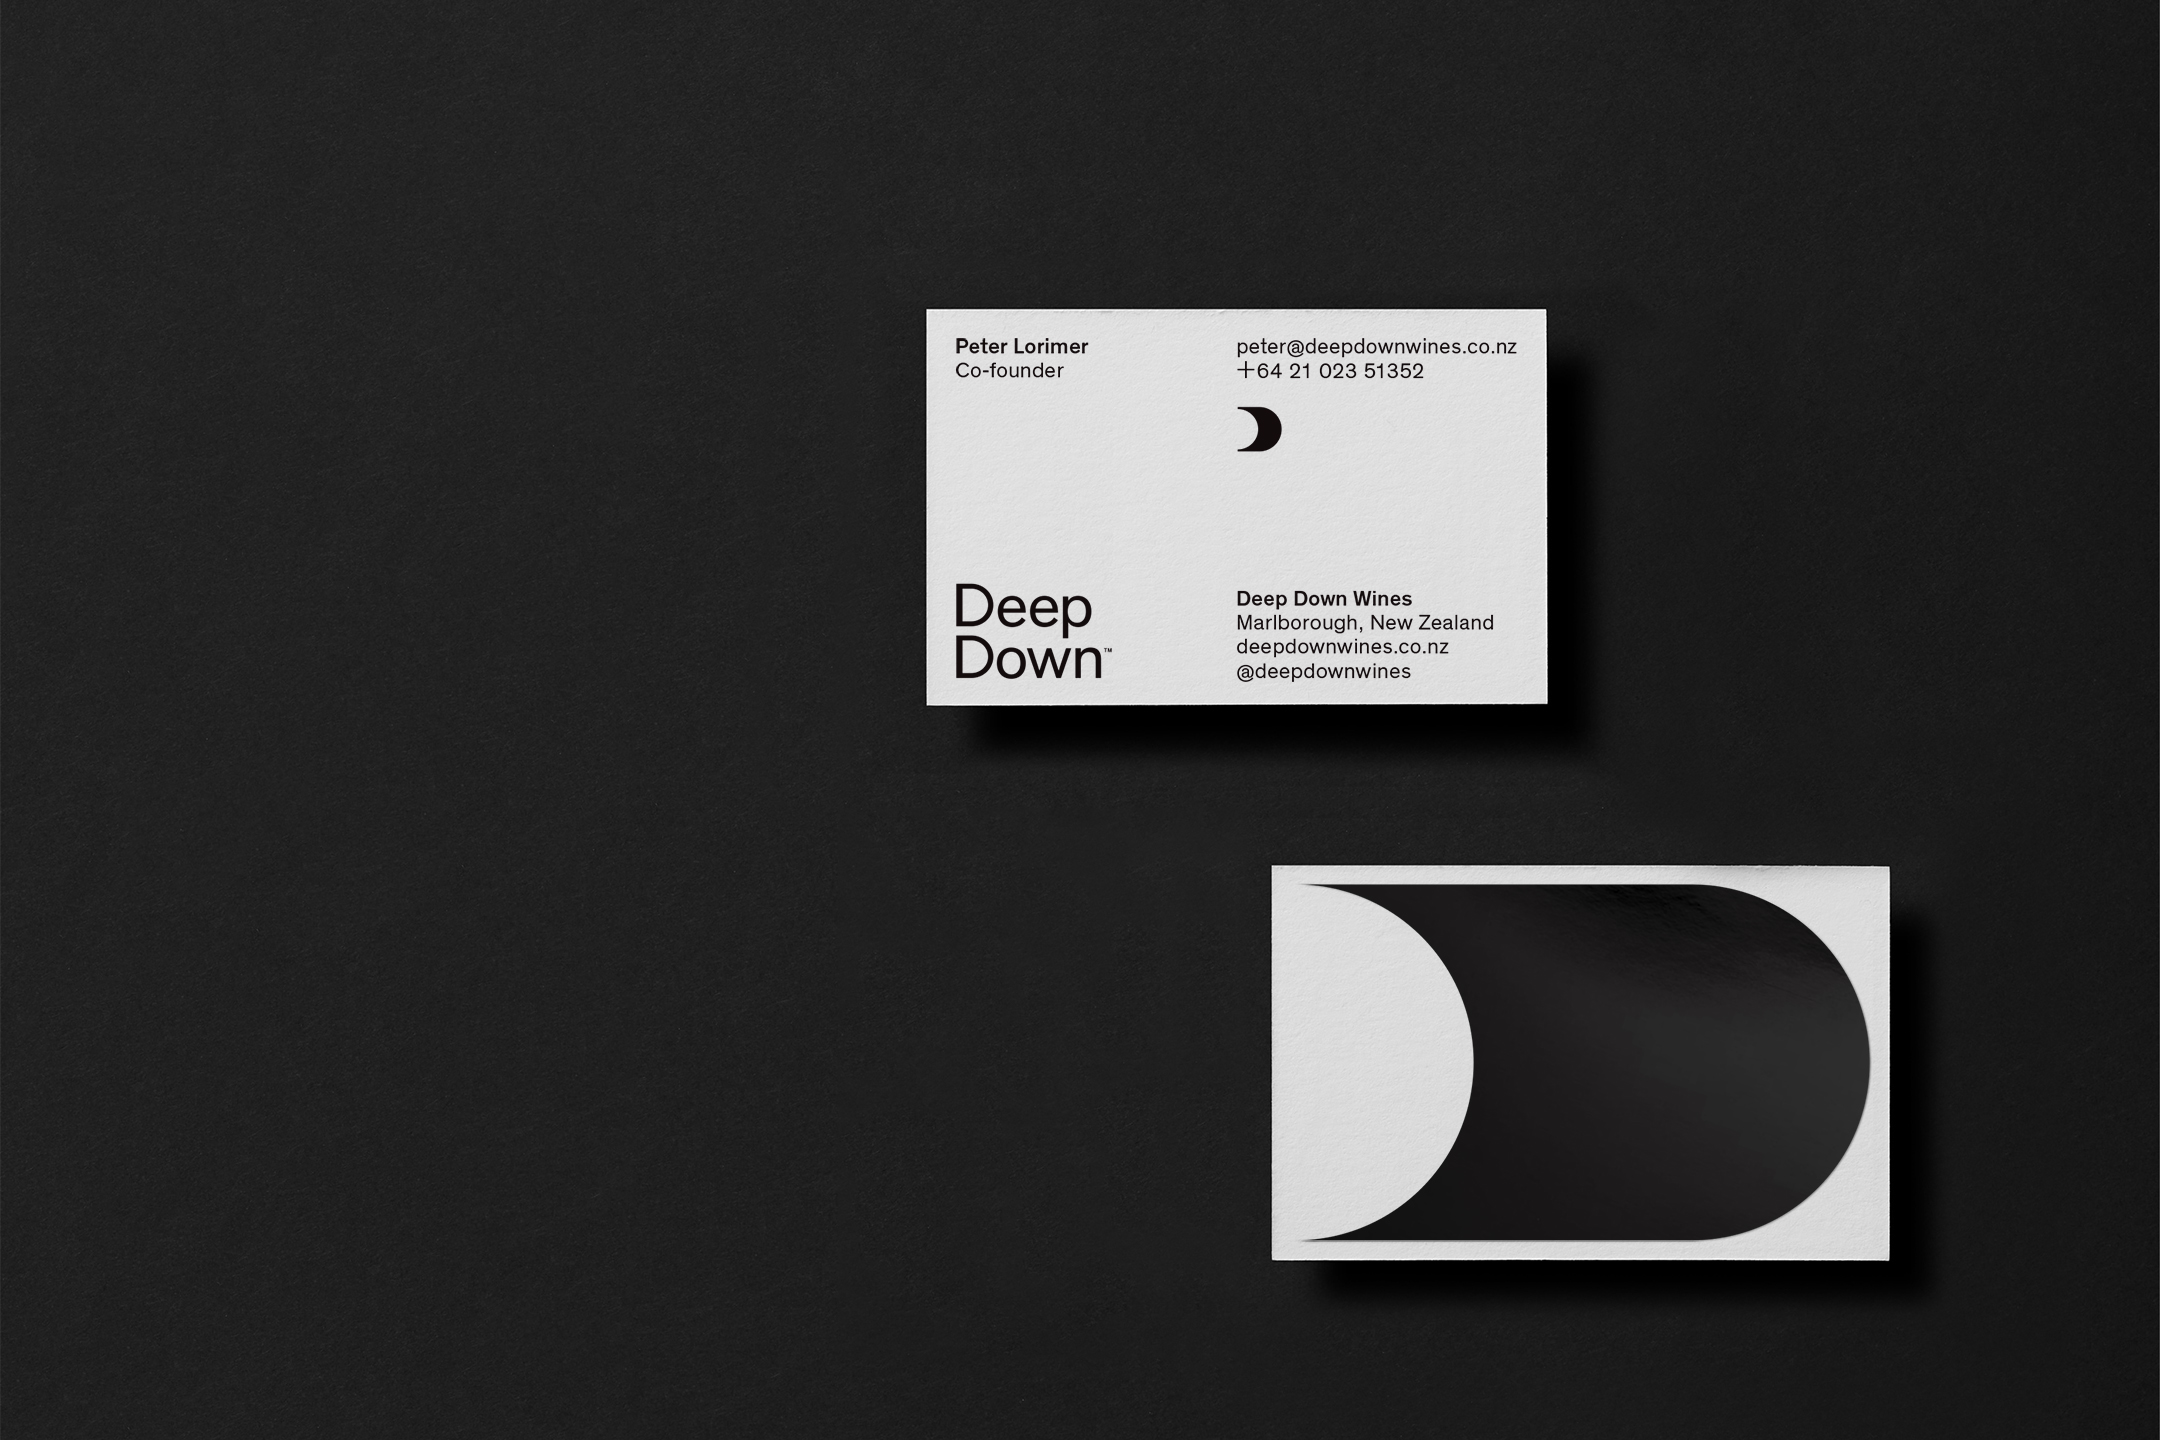 Peter Lorimer
Co-founder
peter@deepdownwines.co.nz
+64 21 023 51352
Deep
Down™
Deep Down Wines
Marlborough, New Zealand
deepdownwines.co.nz
@deepdownwines